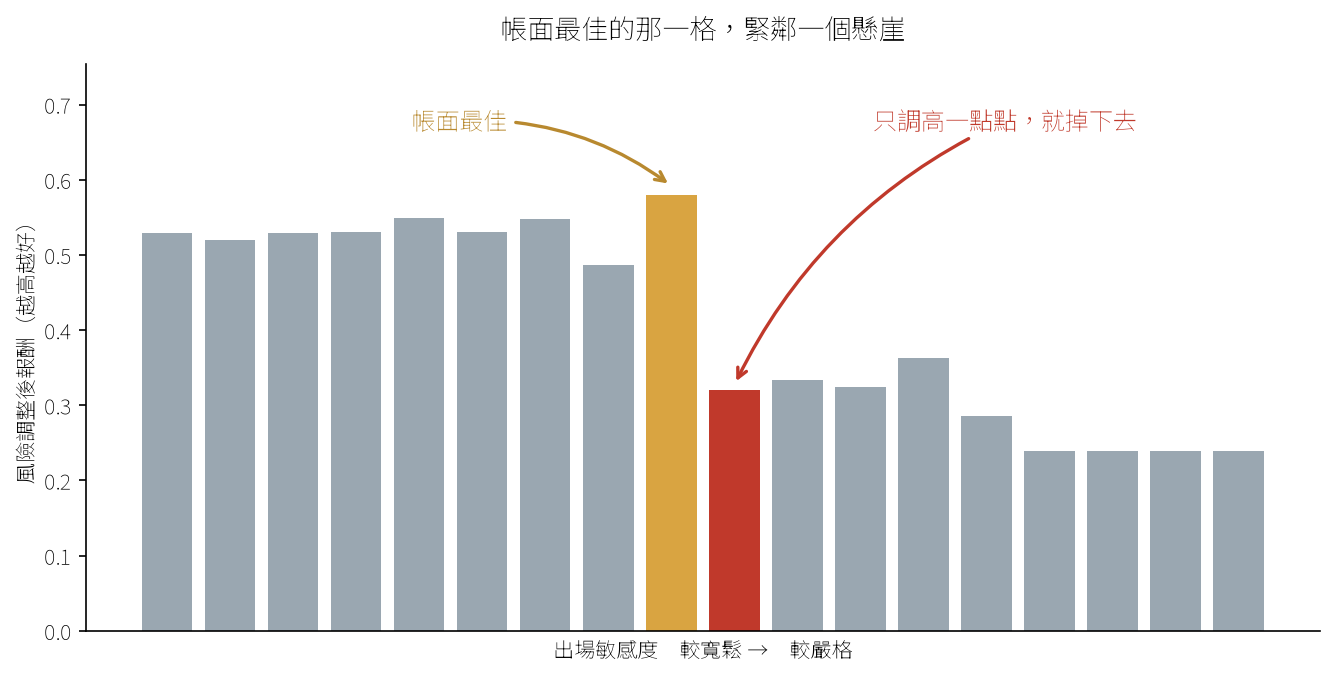 帳面最佳的那一格，緊鄰一個懸崖
帳面最佳
只調高一點點，就掉下去
風險調整後報酬（越高越好）
0.7
0.6
0.5
0.4
0.3
0.2
0.1
0.0
出場敏感度　較寬鬆 →　較嚴格